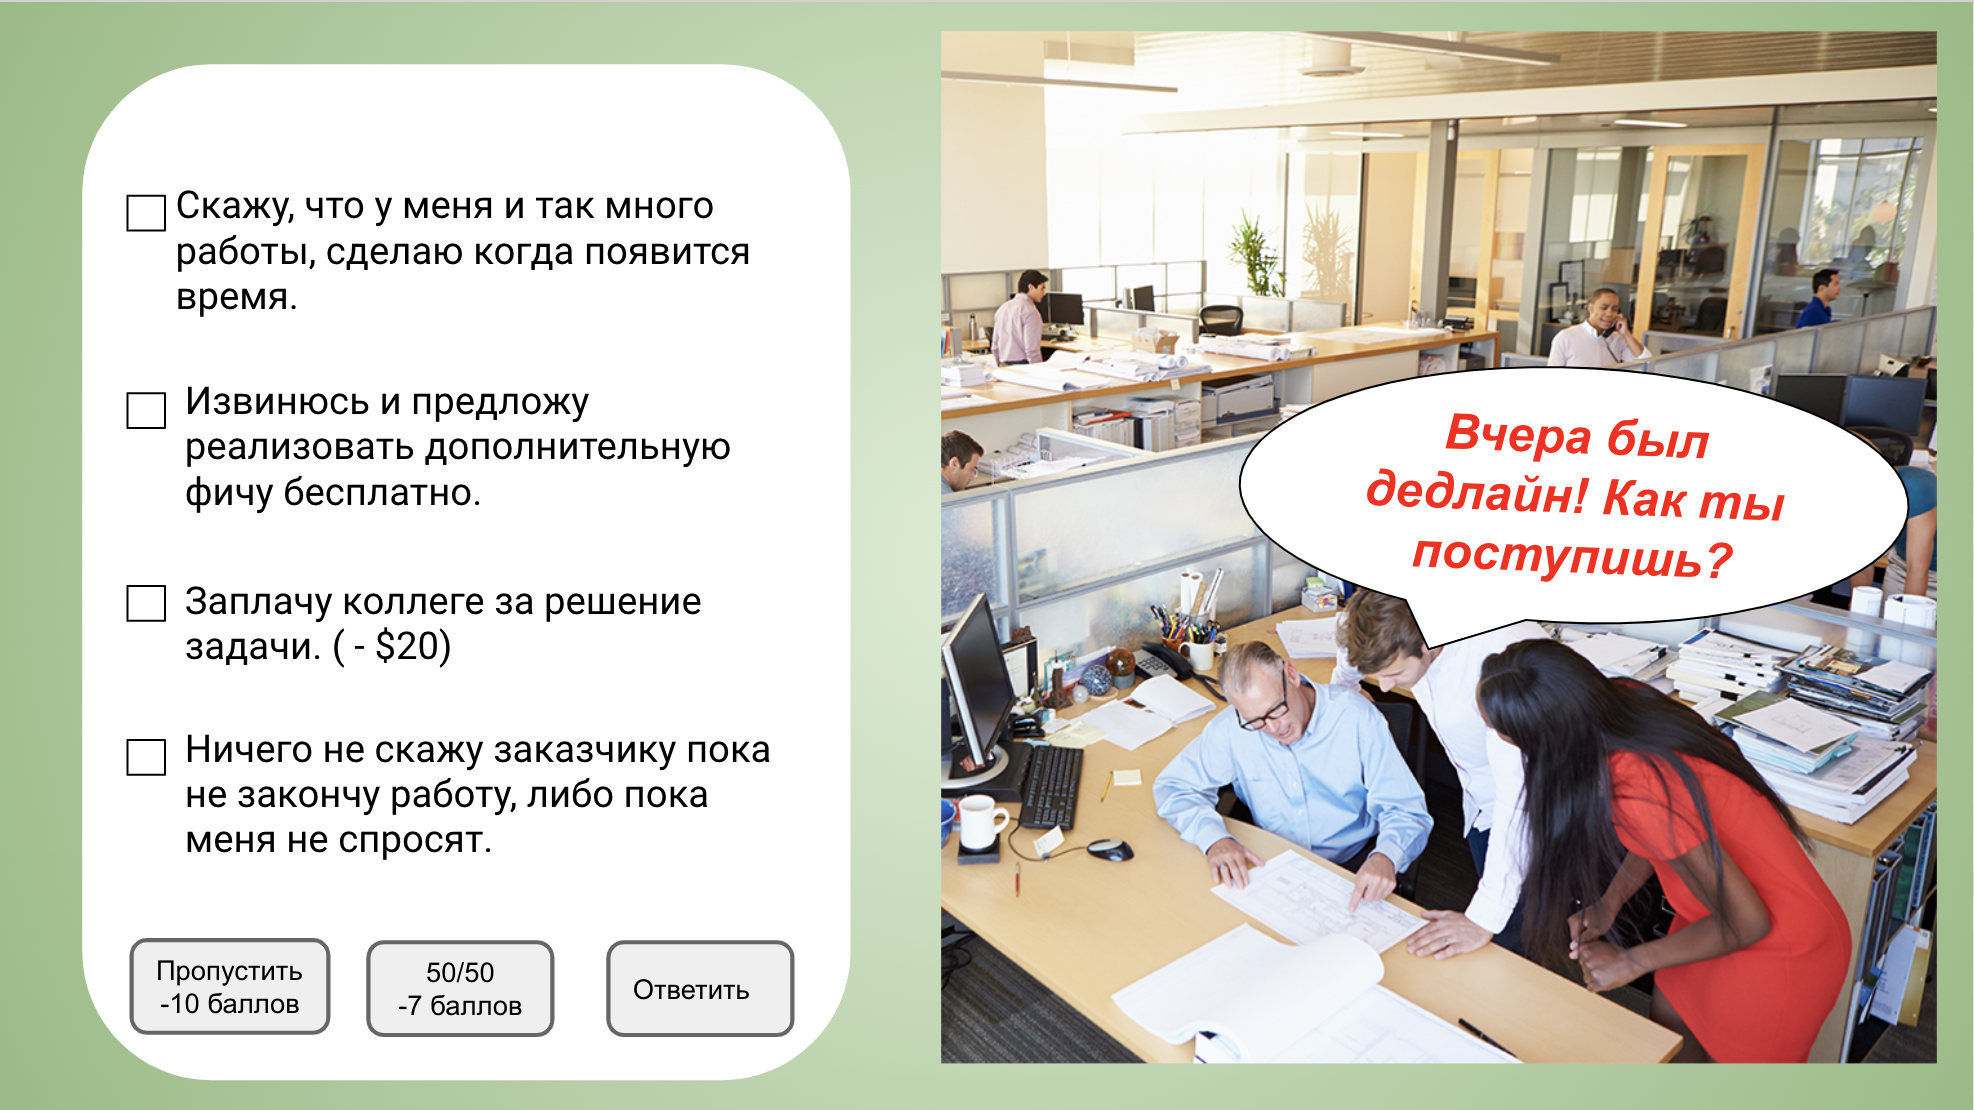 Скажу, что у меня и так много
работы, сделаю когда появится
время.
Извинюсь и предложу
реализовать дополнительную
фичу бесплатно.
Заплачу коллеге за решение
задачи. ( - $20)
Ничего не скажу заказчику пока
не закончу работу, либо пока
меня не спросят.
Пропустить
-10 баллов
50/50
-7 баллов
Ответить
Вчера был
дедлайн! Как ты
поступишь?